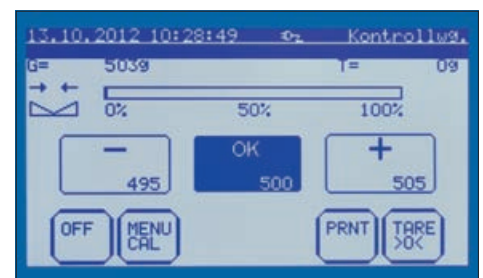 13.10.2012 10:28:49 Kontrollwg.
G= 503g T= 0g
0% 50% 100%
− OK +
495 500 505
OFF MENU CAL PRNT TARE >0<